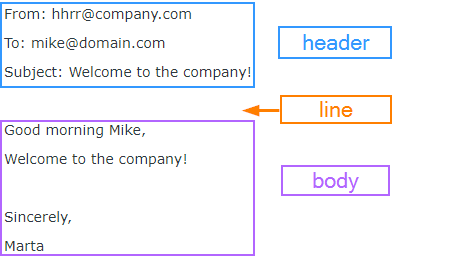 From: hhrr@company.com
To: mike@domain.com
Subject: Welcome to the company!
header
line
Good morning Mike,
Welcome to the company!
Sincerely,
Marta
body